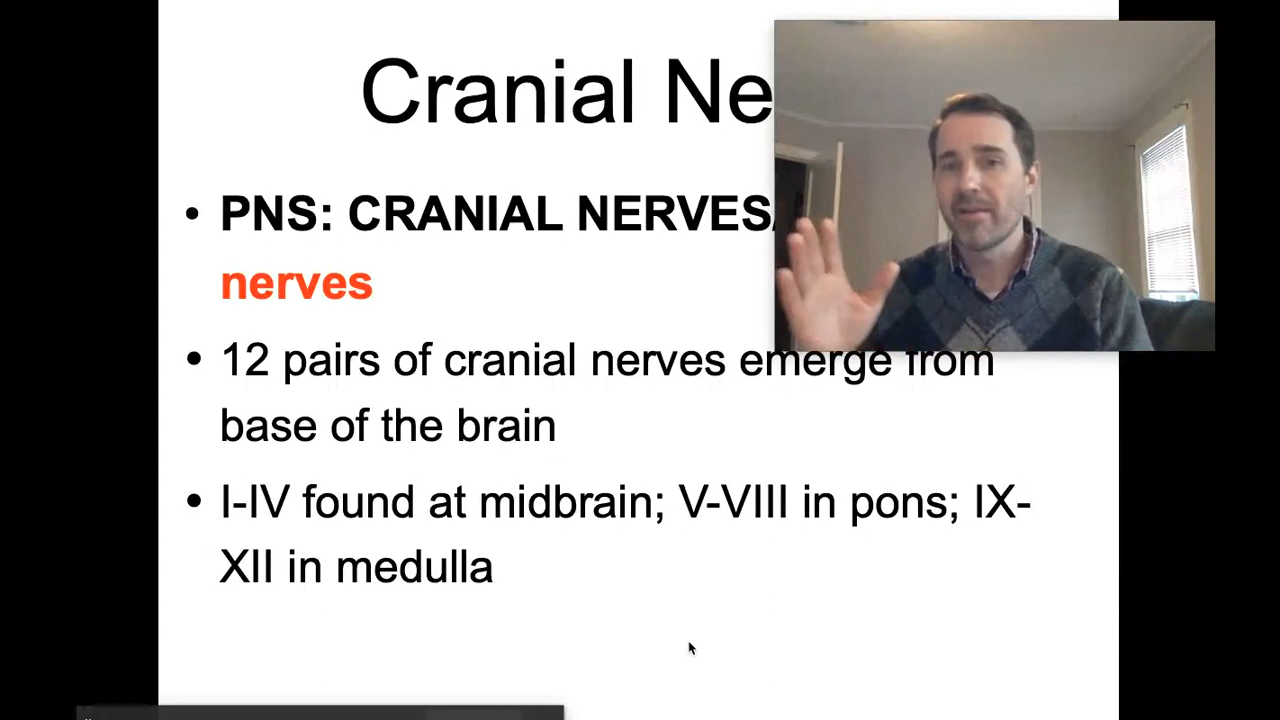 Cranial Ne
• PNS: CRANIAL NERVES/
nerves
• 12 pairs of cranial nerves emerge from
base of the brain
• I-IV found at midbrain; V-VIII in pons; IX-
XII in medulla